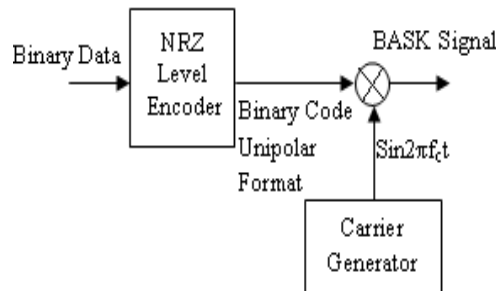 Binary Data
NRZ
Level
Encoder
Binary Code
Unipolar
Format
BASK Signal
Sin2πfct
Carrier
Generator